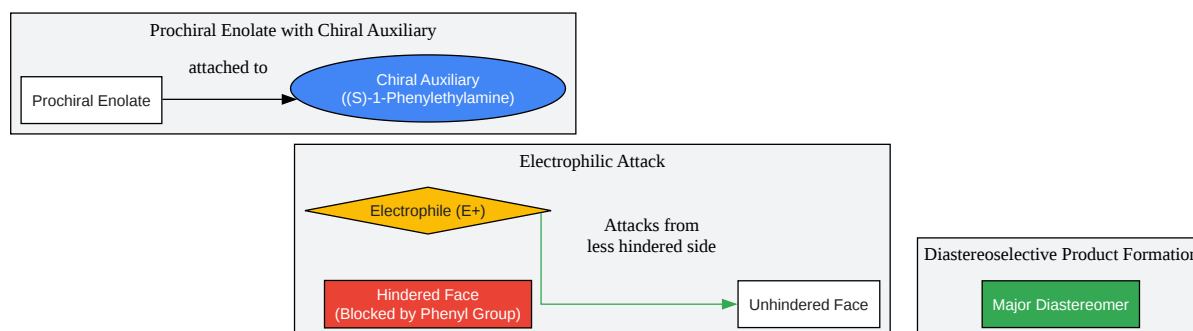 Prochiral Enolate with Chiral Auxiliary
attached to
Prochiral Enolate
Chiral Auxiliary
((S)-1-Phenylethylamine)
Electrophilic Attack
Electrophile (E+)
Attacks from
less hindered side
Hindered Face
(Blocked by Phenyl Group)
Unhindered Face
Diastereoselective Product Formation
Major Diastereomer